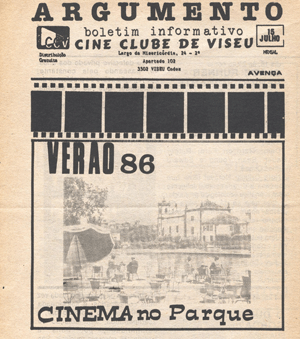 ARGUMENTO
boletim informativo
CINE CLUBE DE VISEU
CCV
Distribuição
Gratuita
Largo da Misericórdia, 24 - 2º
Apartado 102
3502 VISEU Codex
15
JULHO
MENSAL
AVENÇA
VERÃO 86
CINEMA no Parque